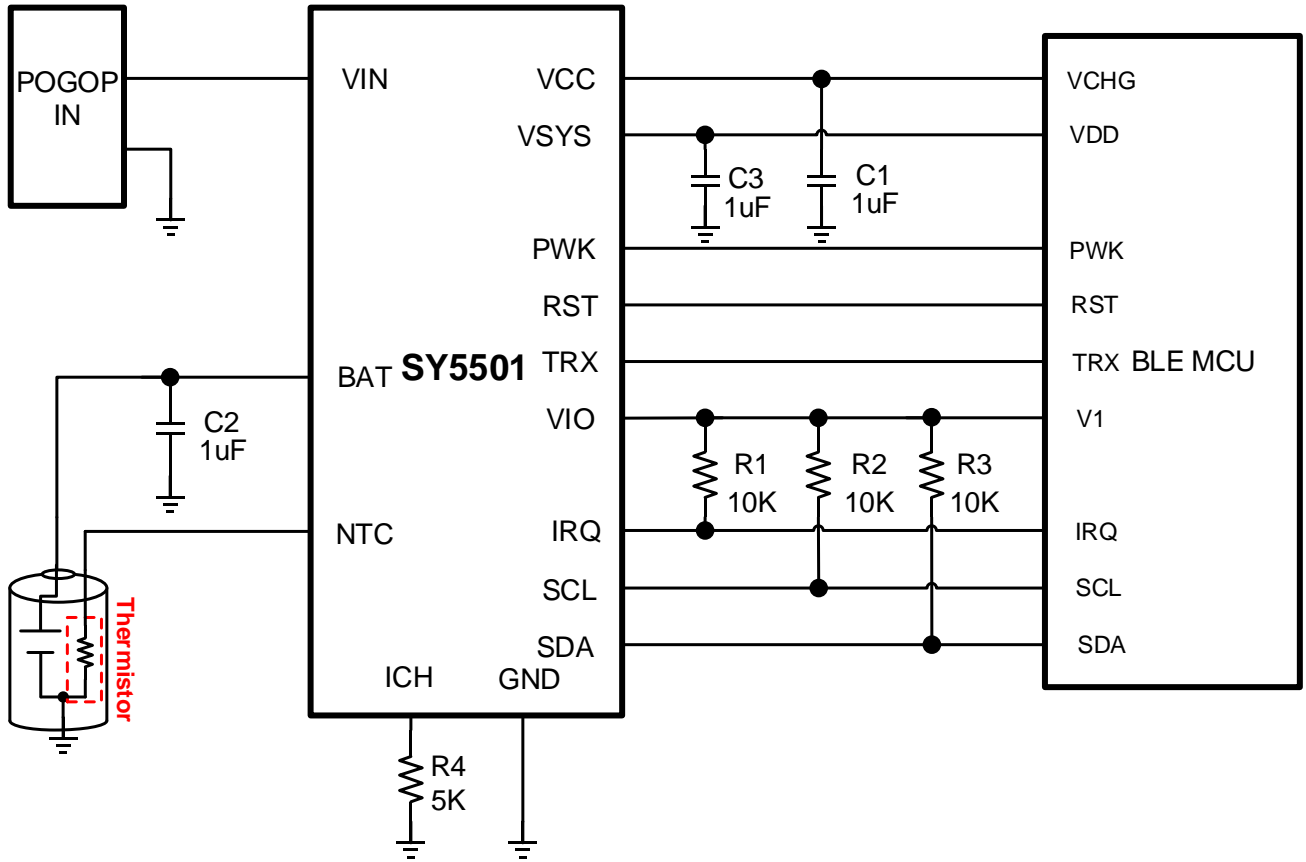 POGOP
IN
VIN
BAT
NTC
SY5501
VCC
VSYS
PWK
RST
TRX
VIO
IRQ
SCL
SDA
ICH
GND
C3
1uF
C1
1uF
C2
1uF
R1
10K
R2
10K
R3
10K
R4
5K
Thermistor
VCHG
VDD
PWK
RST
TRX
BLE MCU
V1
IRQ
SCL
SDA